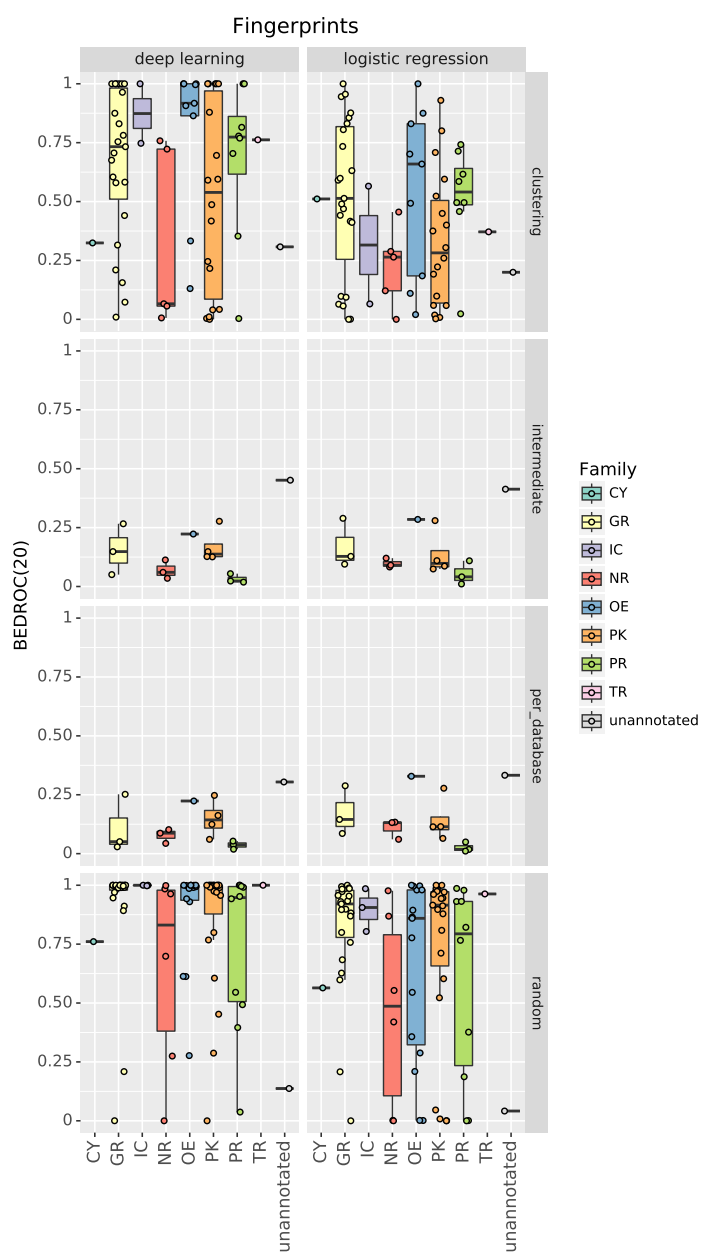 Fingerprints
deep learning
logistic regression
1
0.75
0.50
0.25
0
clustering
1
0.75
0.50
0.25
0
intermediate
1
0.75
0.50
0.25
0
per_database
1
0.75
0.50
0.25
0
random
BEDROC(20)
CY
GR
IC
NR
OE
PK
PR
TR
unannotated
CY
GR
IC
NR
OE
PK
PR
TR
unannotated
Family
CY
GR
IC
NR
OE
PK
PR
TR
unannotated